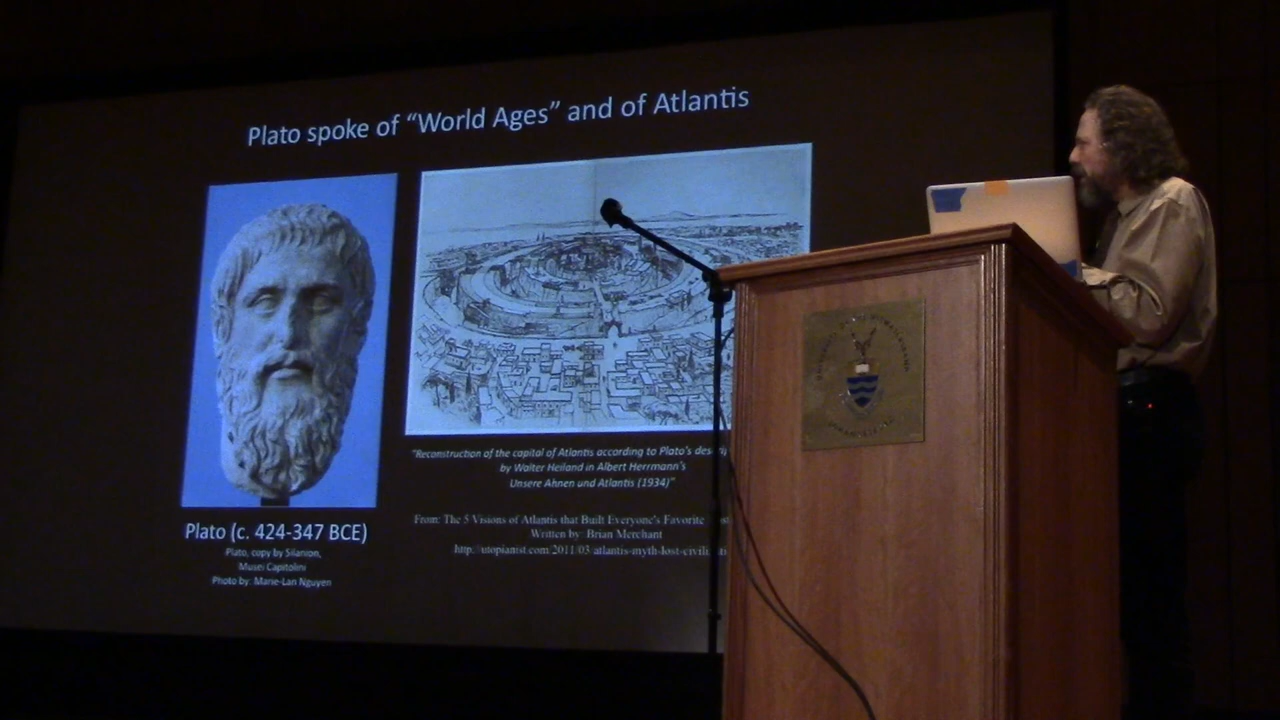 Plato spoke of “World Ages” and of Atlantis
Plato (c. 424-347 BCE)
Plato, copy by Silanion,
Musei Capitolini
Photo by: Marie-Lan Nguyen
"Reconstruction of the capital of Atlantis according to Plato's
by Walter Heiland in Albert Herrmann's
Unsere Ahnen und Atlantis (1934)"
From: The 5 Visions of Atlantis that Built Everyone's Favorite
Written by: Brian Merchant